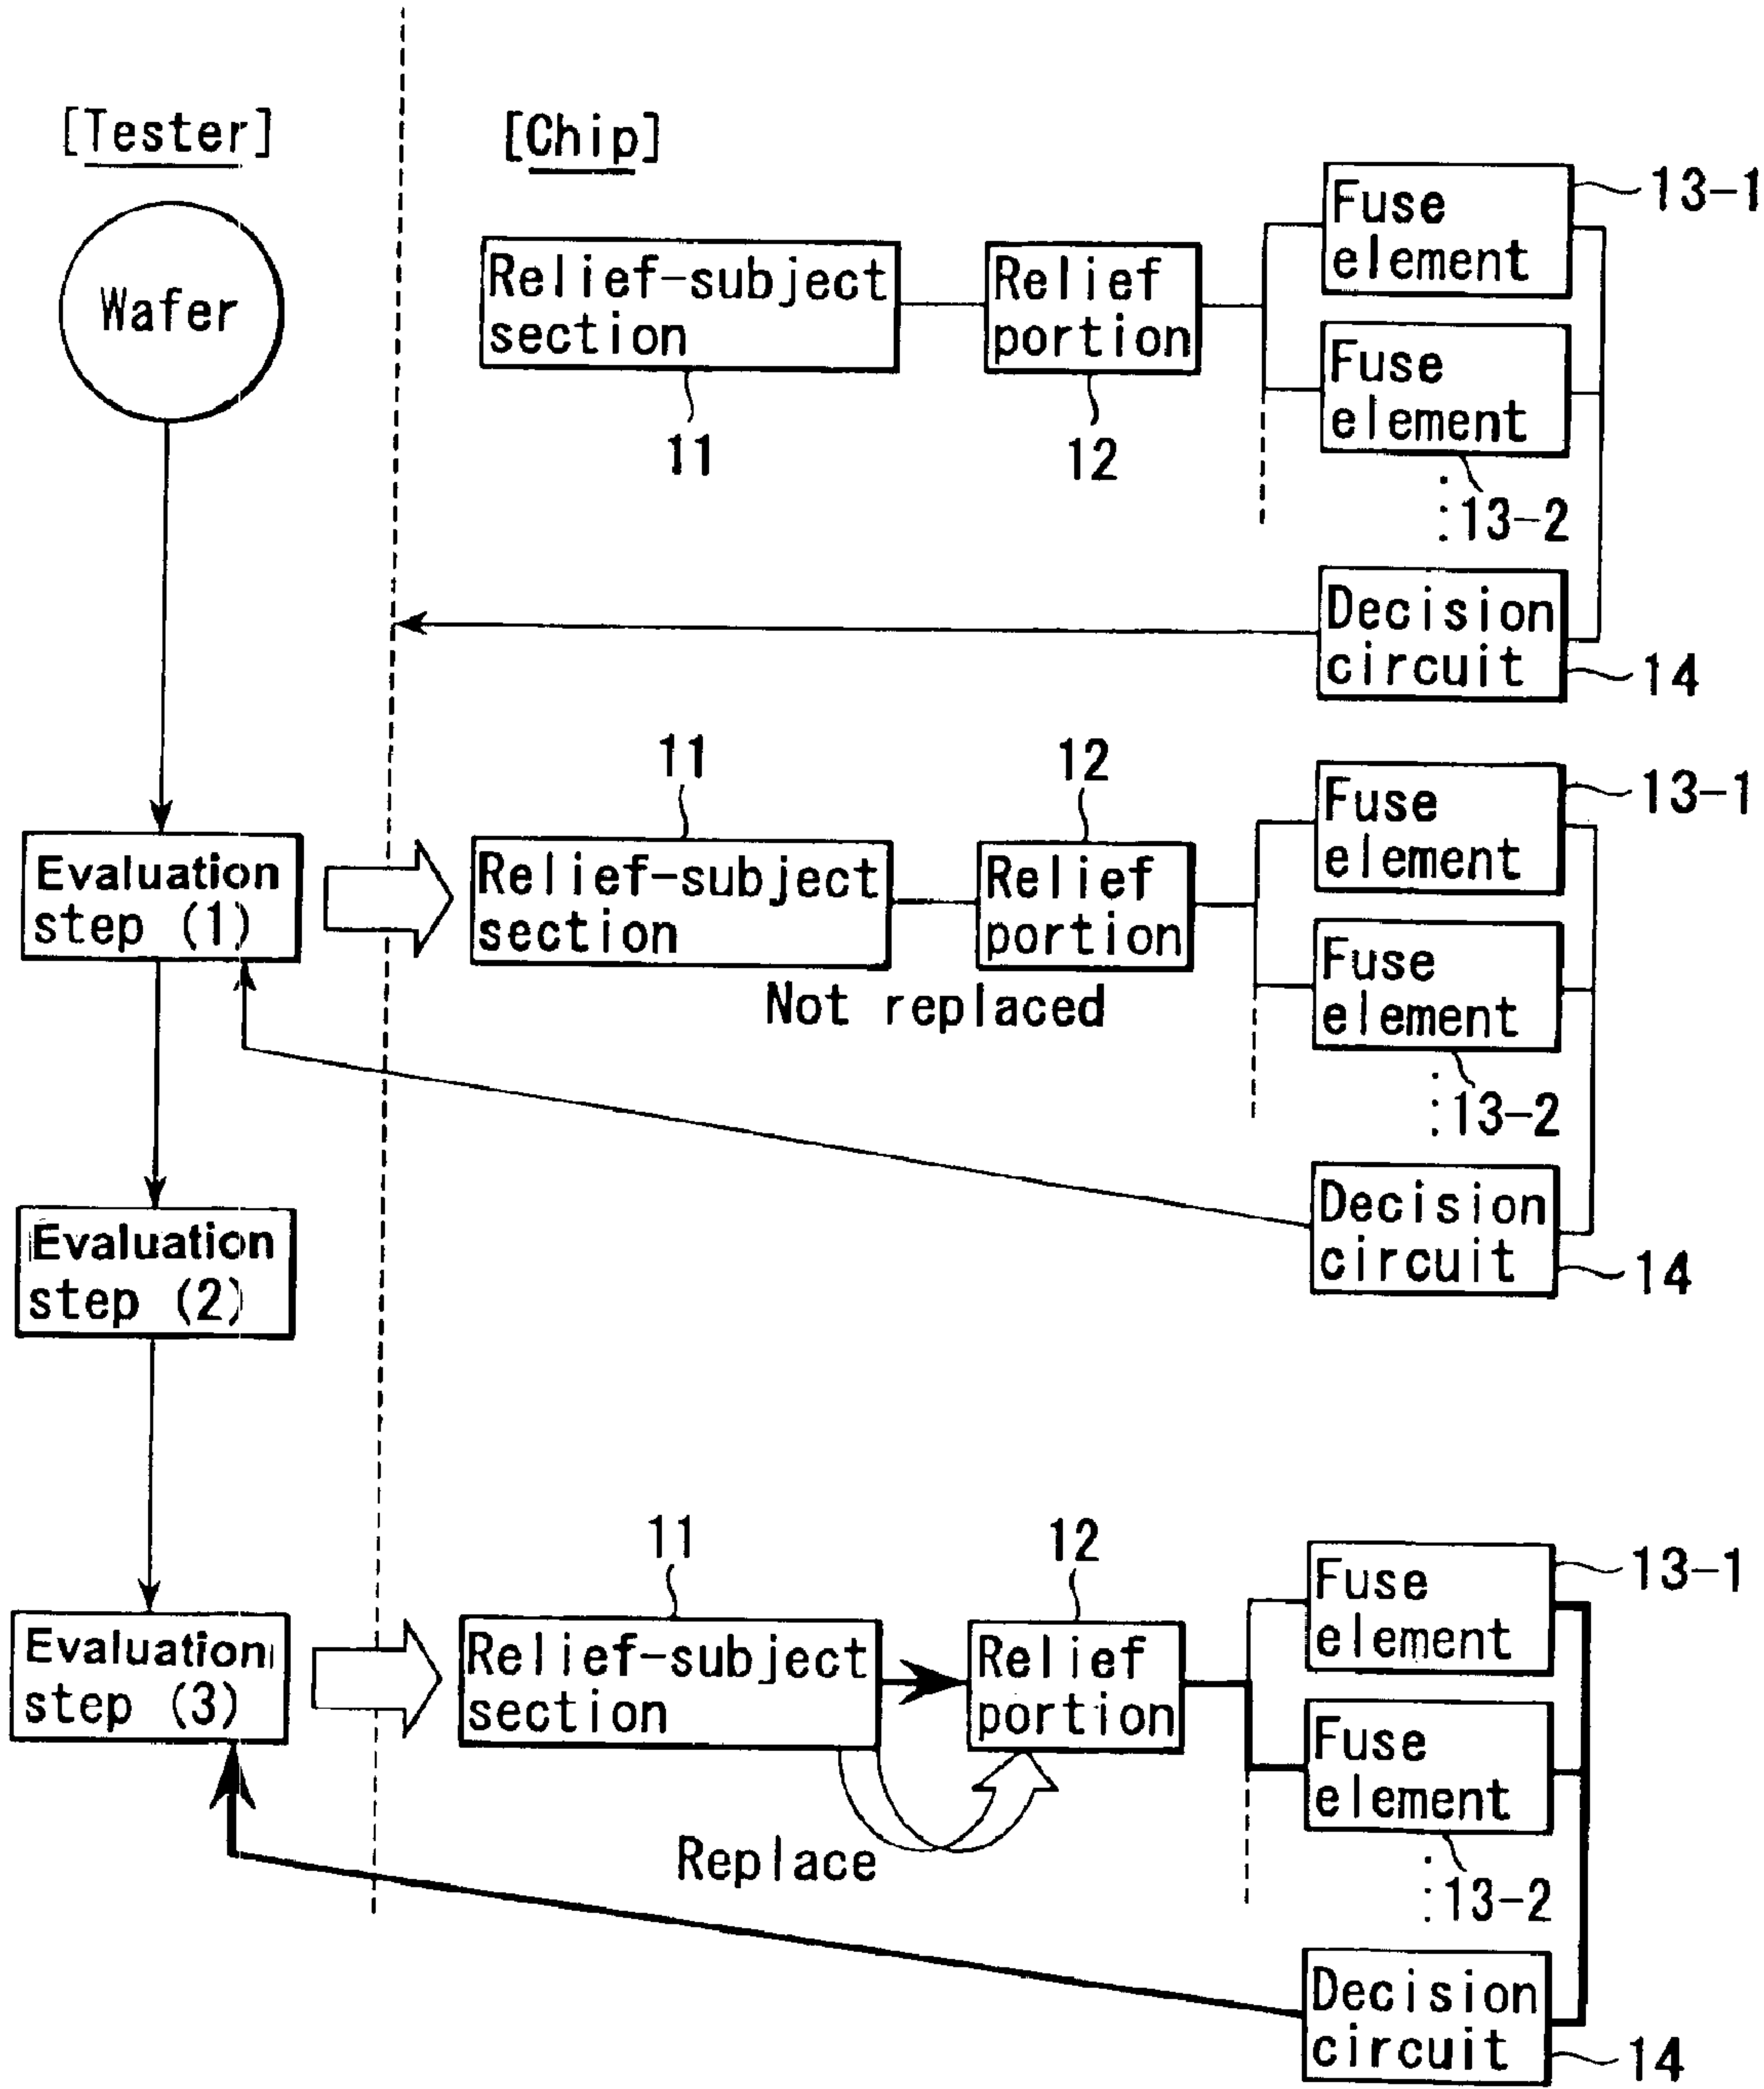 [Tester]
[Chip]
Wafer
Relief-subject
section
11
Relief
portion
12
Fuse
element
13-1
Fuse
element
13-2
Decision
circuit
14
Evaluation
step (1)
11
Relief-subject
section
12
Relief
portion
Not replaced
Fuse
element
13-1
Fuse
element
13-2
Decision
circuit
14
Evaluation
step (2)
Evaluation
step (3)
11
Relief-subject
section
12
Relief
portion
Replace
Fuse
element
13-1
Fuse
element
13-2
Decision
circuit
14